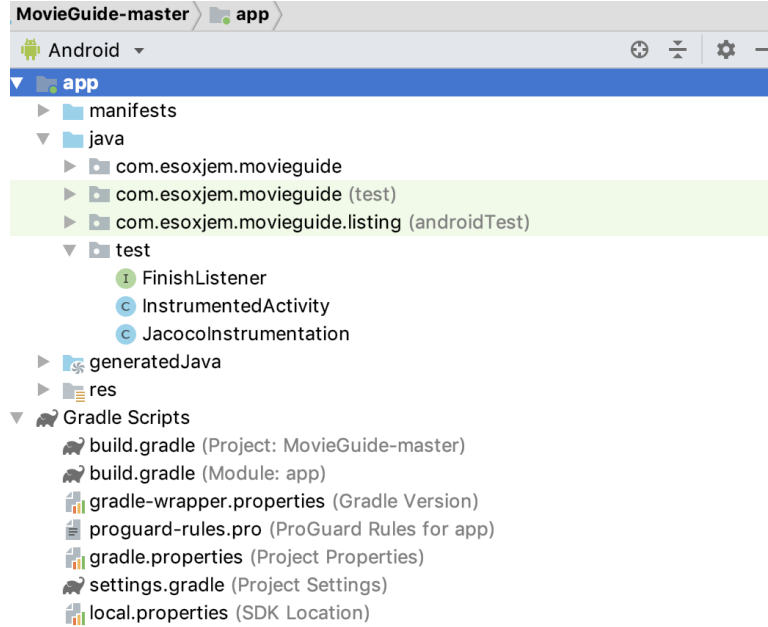 MovieGuide-master app
Android
app
manifests
java
com.esoxjem.movieguide
com.esoxjem.movieguide (test)
com.esoxjem.movieguide.listing (androidTest)
test
I FinishListener
C InstrumentedActivity
C JacocoInstrumentation
generatedJava
res
Gradle Scripts
build.gradle (Project: MovieGuide-master)
build.gradle (Module: app)
gradle-wrapper.properties (Gradle Version)
proguard-rules.pro (ProGuard Rules for app)
gradle.properties (Project Properties)
settings.gradle (Project Settings)
local.properties (SDK Location)